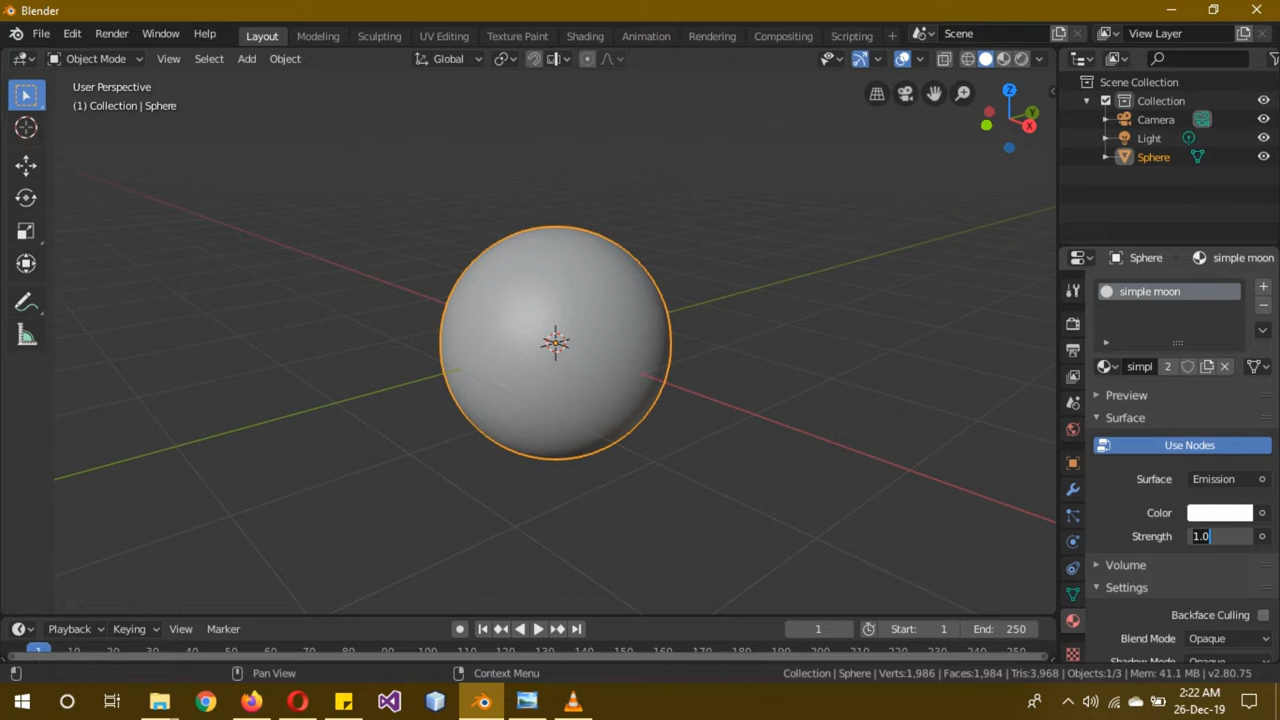 Blender
File Edit Render Window Help Layout Modeling Sculpting UV Editing Texture Paint Shading Animation Rendering Compositing Scripting + Scene View Layer
Object Mode View Select Add Object Global
User Perspective
(1) Collection | Sphere
Z
Y
X
Scene Collection
Collection
Camera
Light
Sphere
Sphere simple moon
simple moon
simpl 2
Preview
Surface
Use Nodes
Surface Emission
Color
Strength 1.0
Volume
Settings
Backface Culling
Blend Mode Opaque
Playback Keying View Marker 1 Start: 1 End: 250
1 10 20 30 40 50 60 70 80 90 100 110 120 130 140 150 160 170 180 190 200 210 220 230 240 250
Pan View Context Menu Collection | Sphere | Verts:1,986 | Faces:1,984 | Tris:3,968 | Objects:1/3 | Mem: 41.1 MB | v2.80.75
2:22 AM
26-Dec-19